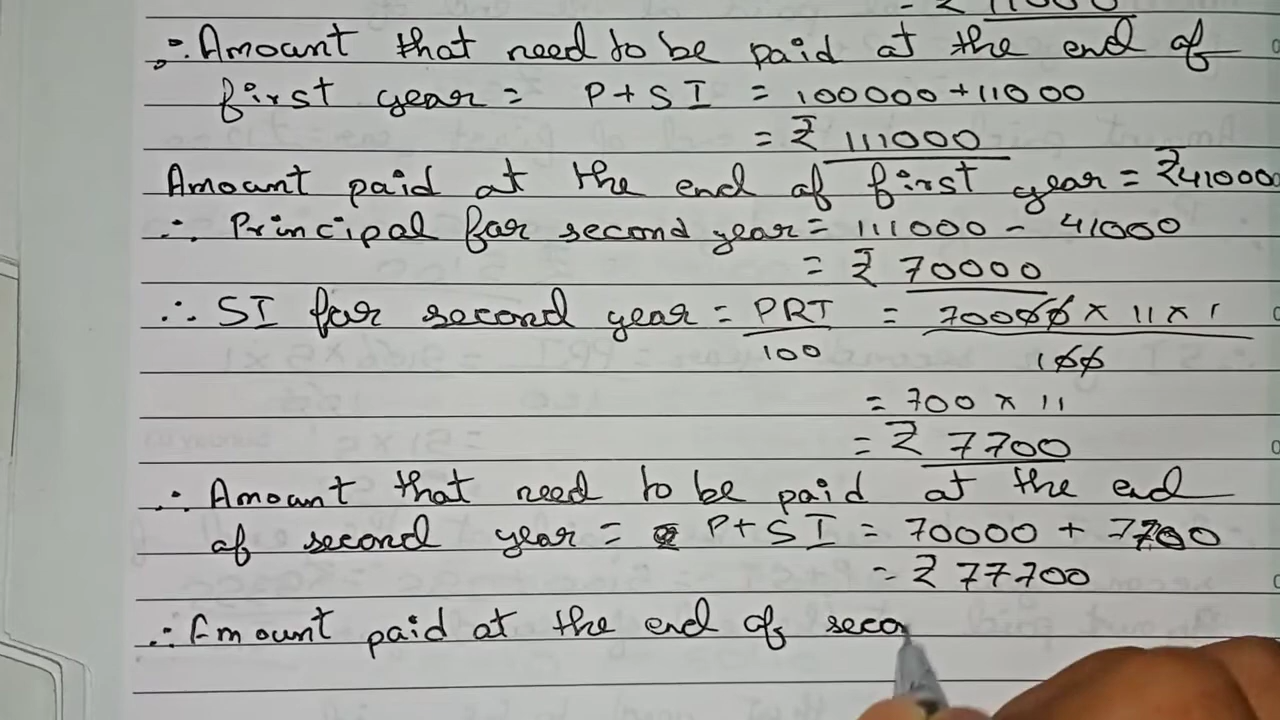 = ₹ 11000
∴ Amount that need to be paid at the end of
first year = P+SI = 100000+11000
= ₹ 111000
Amount paid at the end of first year = ₹41000
∴ Principal for second year = 111000 - 41000
= ₹ 70000
∴ SI for second year = PRT/100 = 70000 × 11 × 1/100
= 700 × 11
= ₹ 7700
∴ Amount that need to be paid at the end
of second year = P+SI = 70000 + 7700
= ₹ 77700
∴ Amount paid at the end of seco